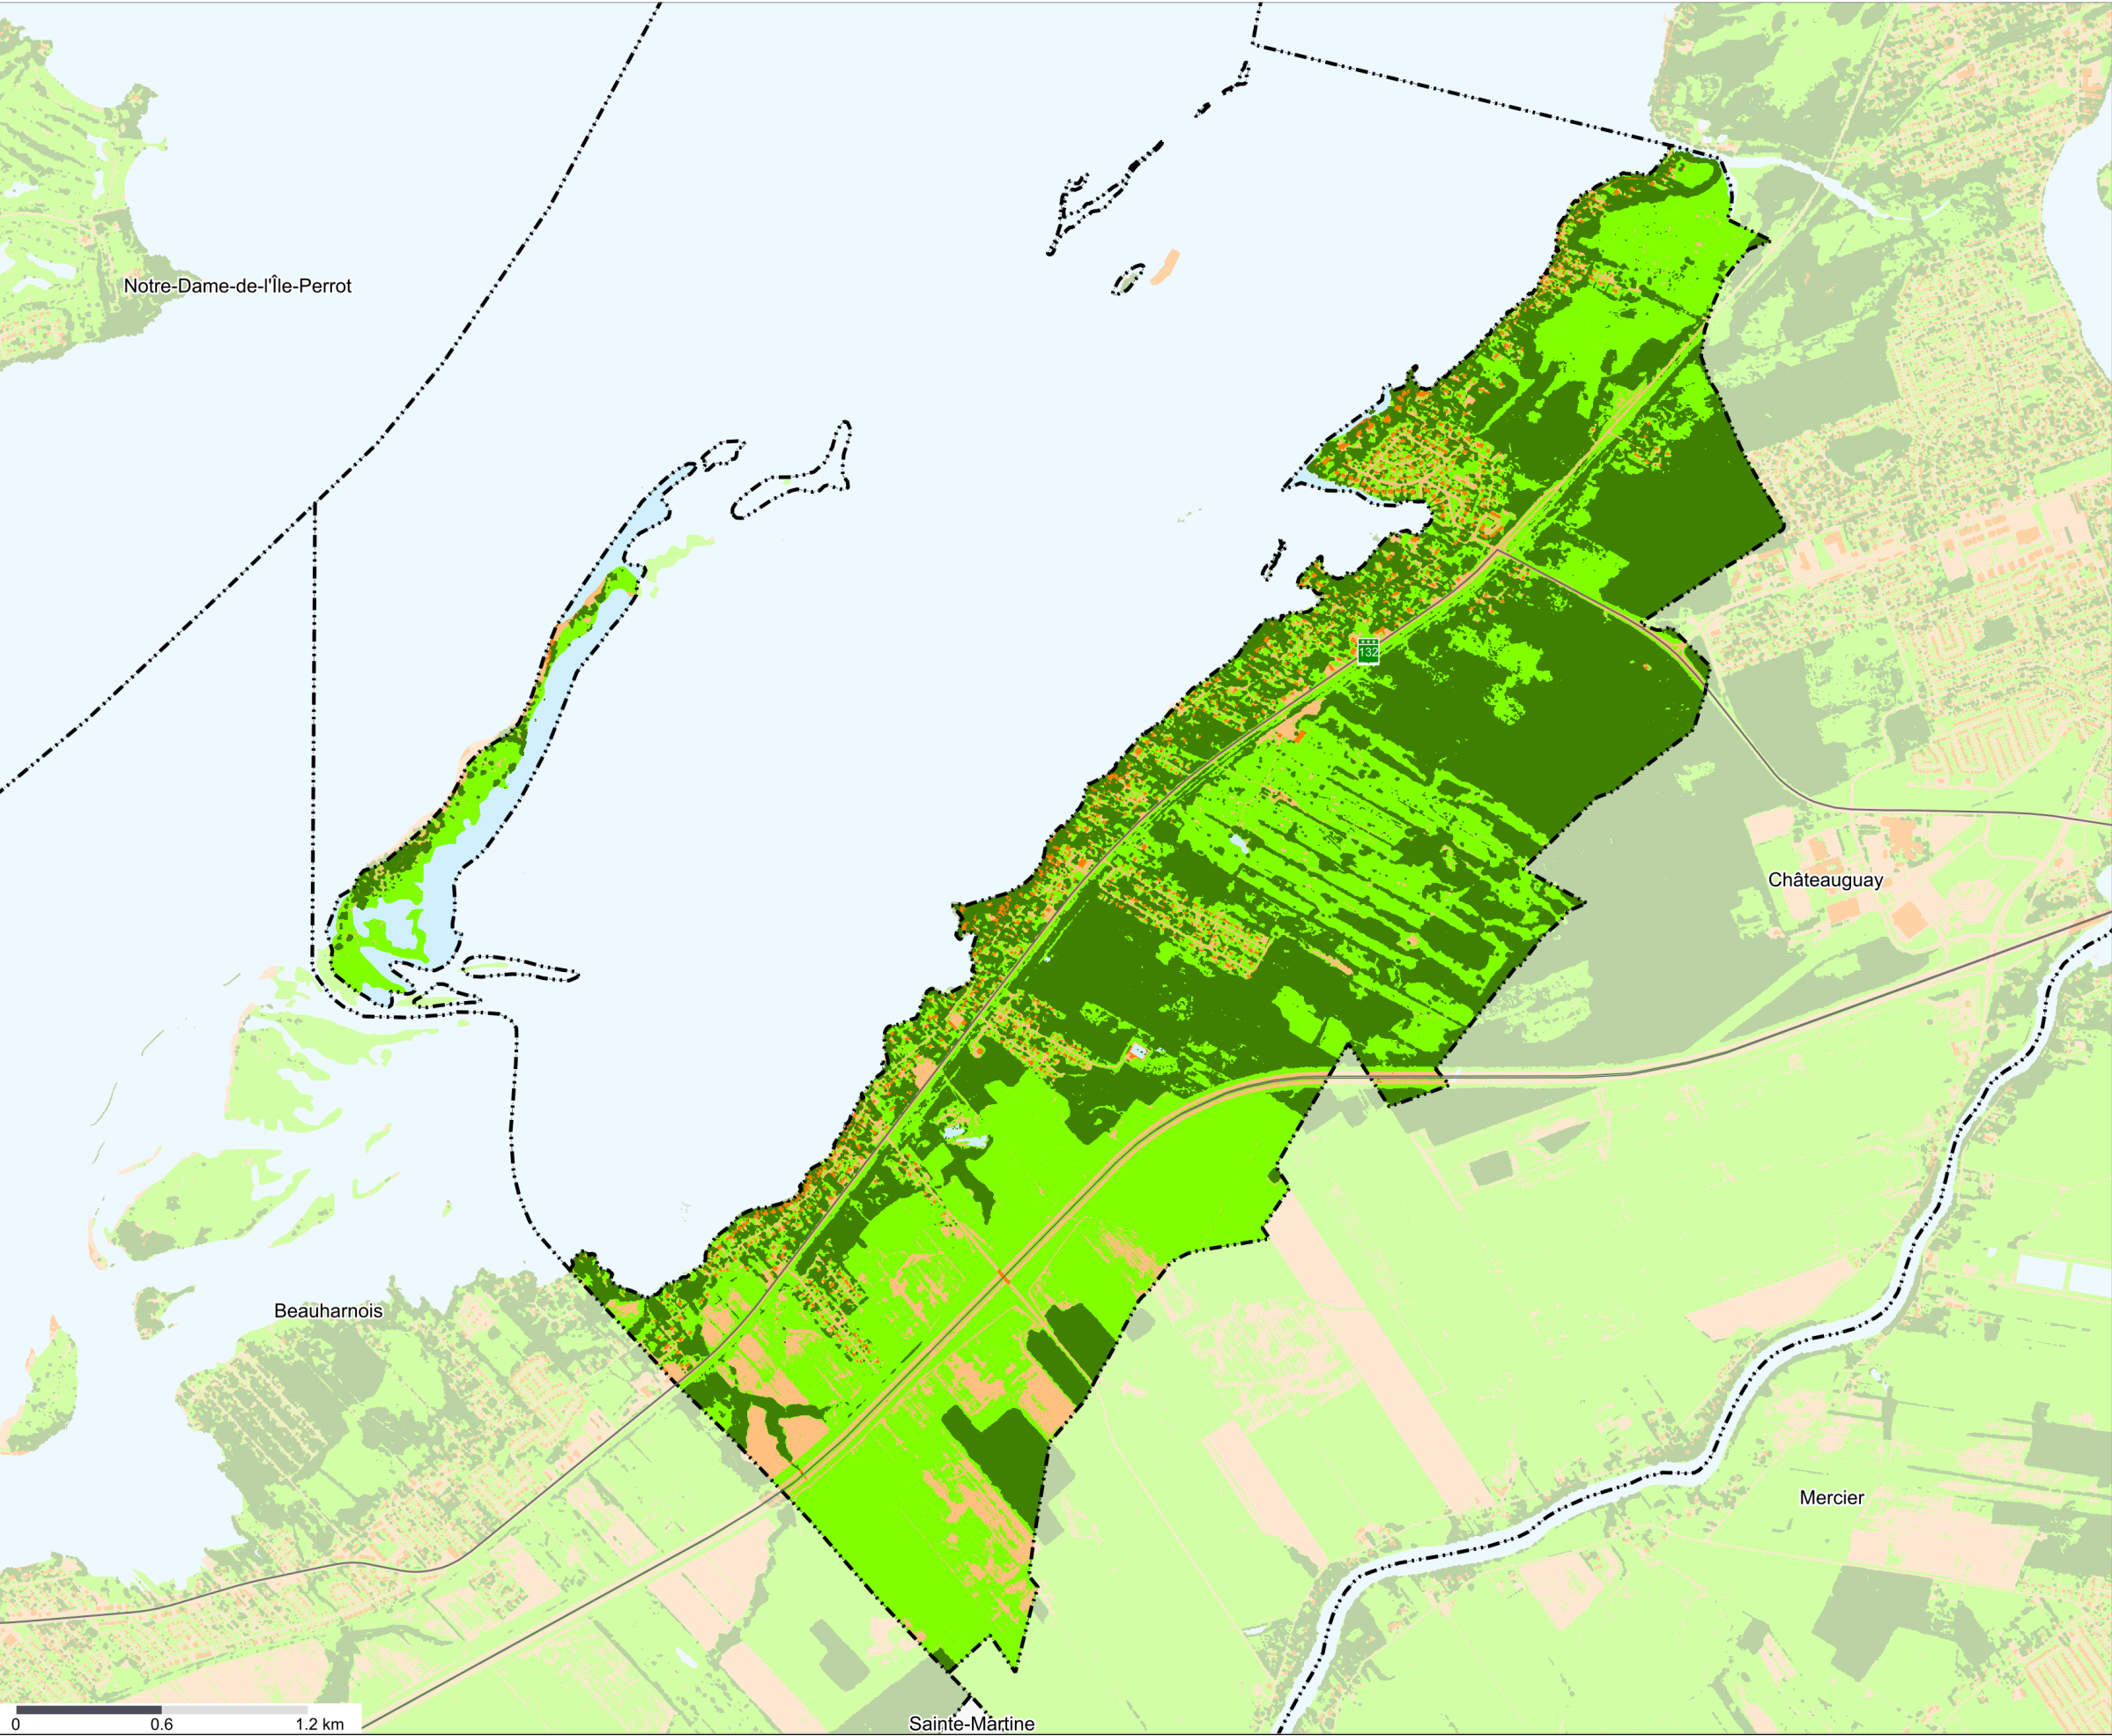 Notre-Dame-de-l'Île-Perrot
132
Châteauguay
Beauharnois
Mercier
0 0.6 1.2 km
Sainte-Martine